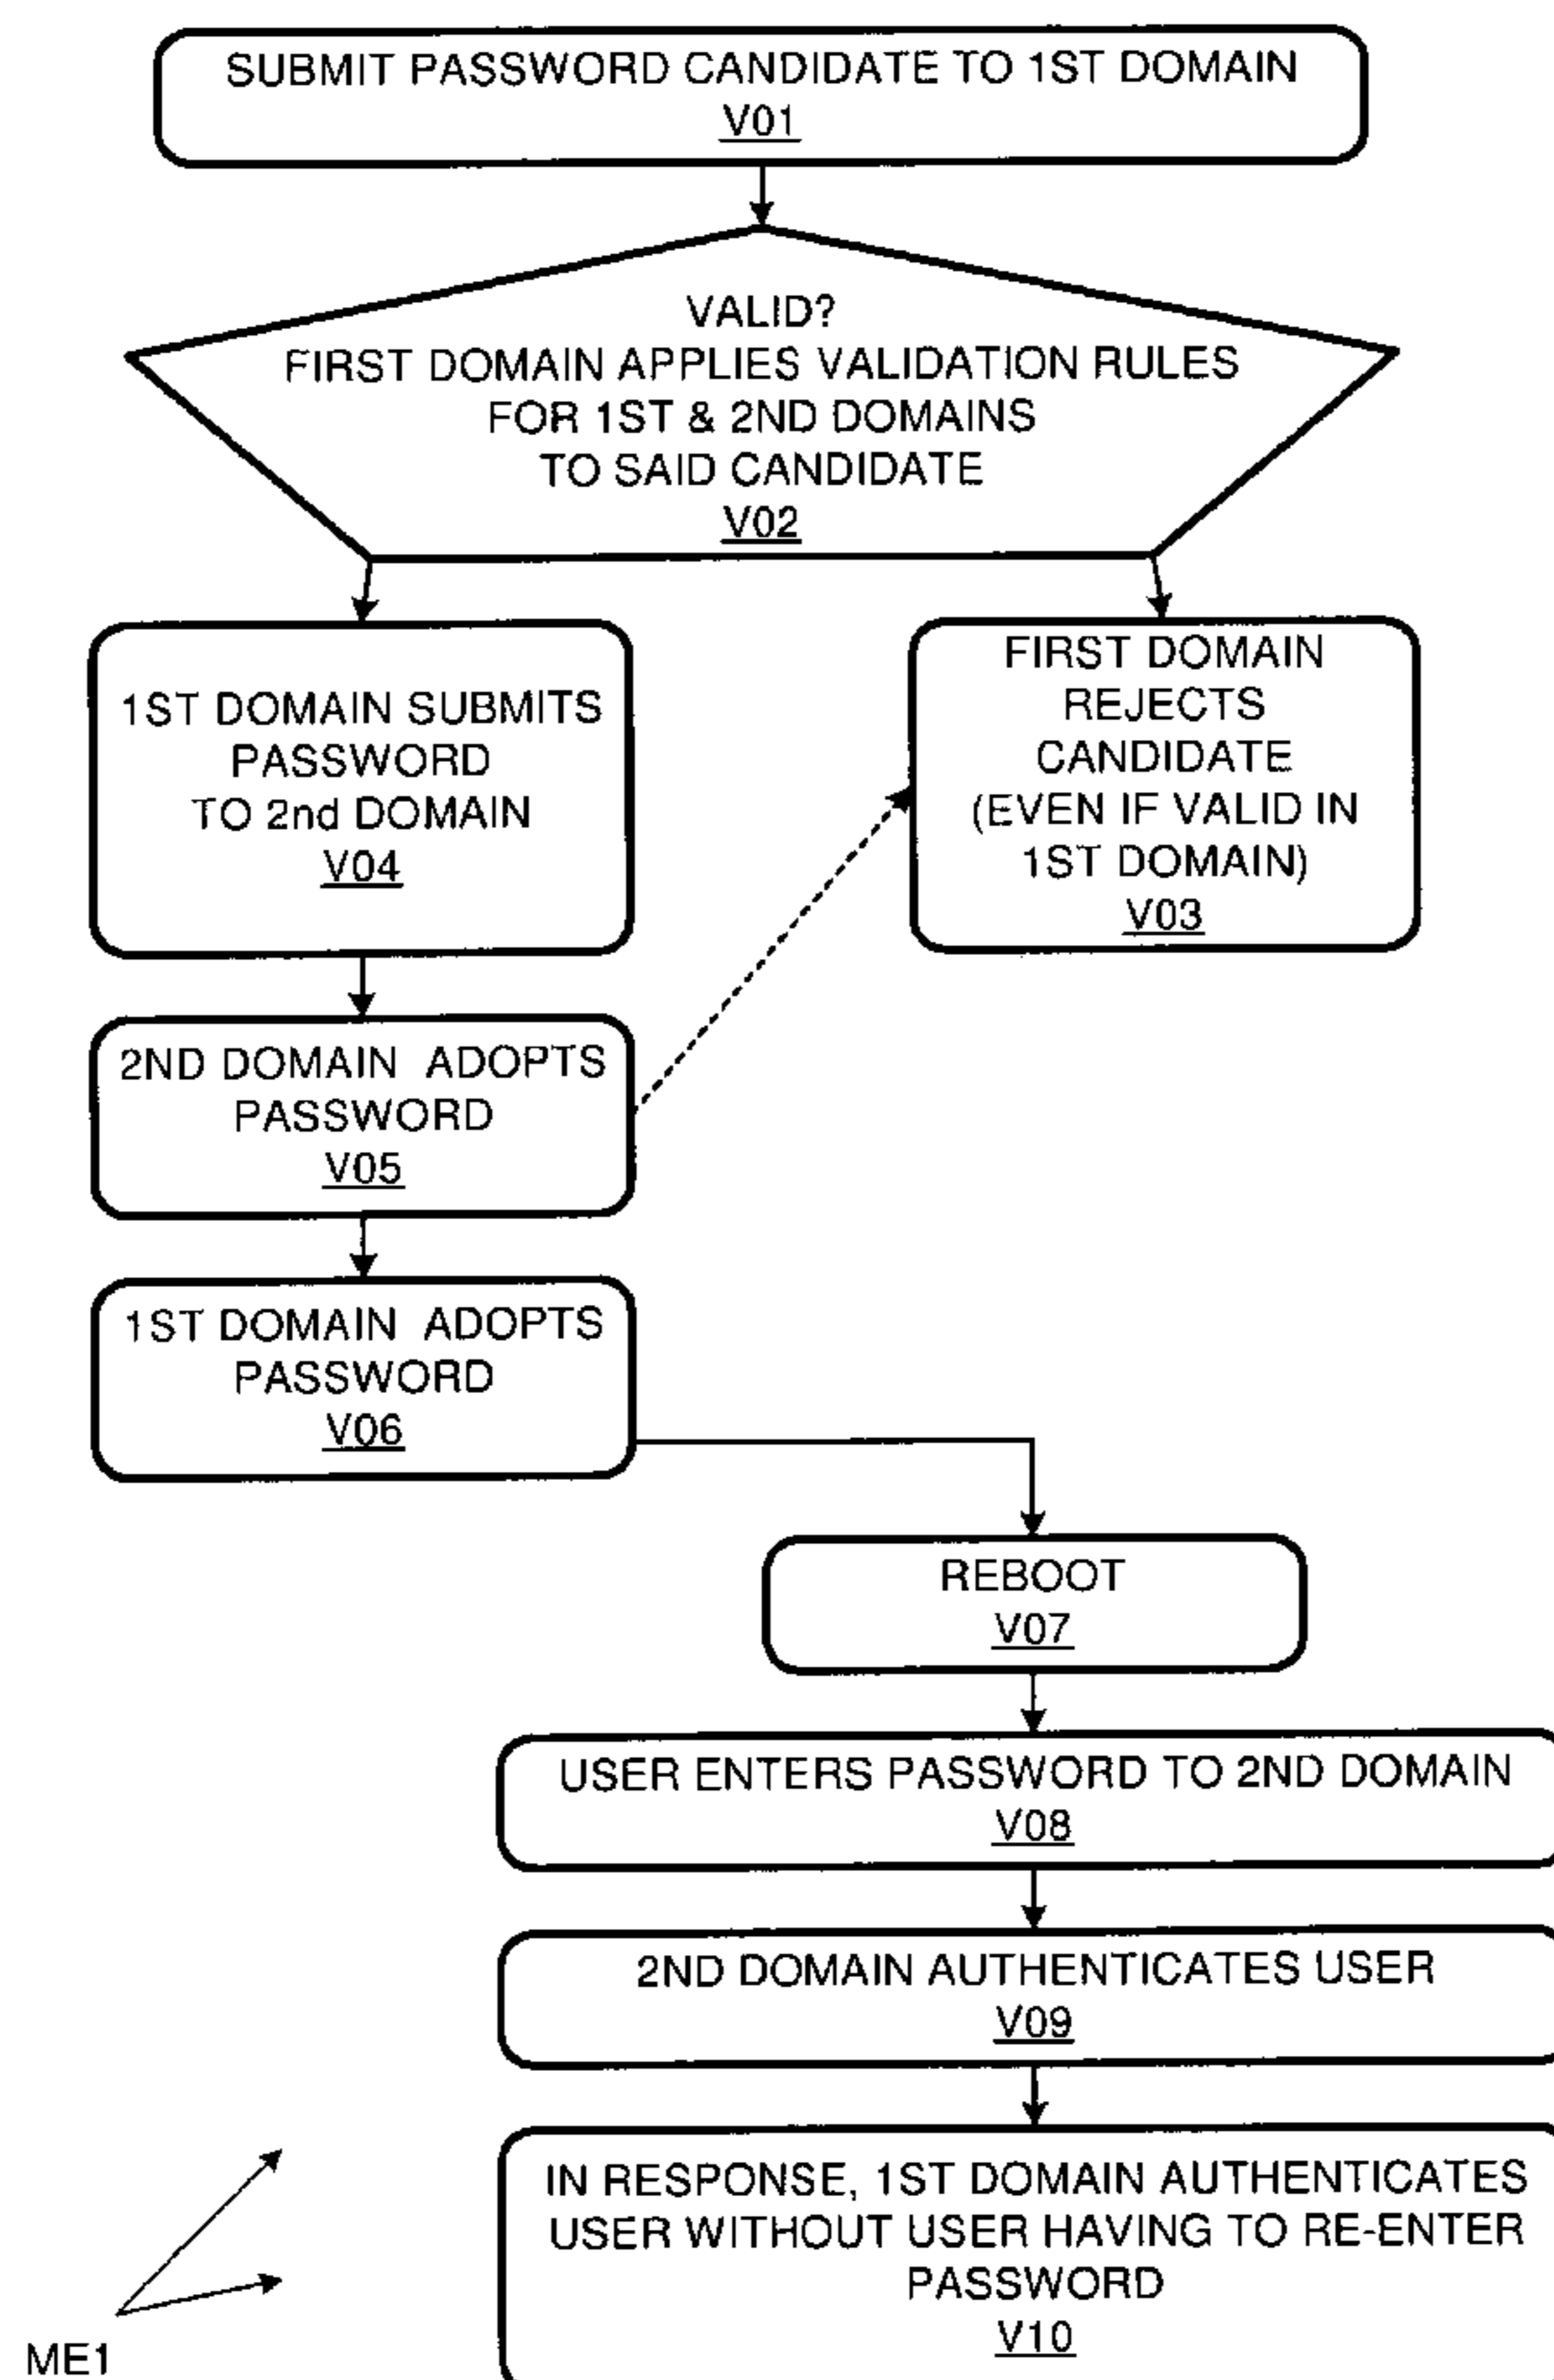 SUBMIT PASSWORD CANDIDATE TO 1ST DOMAIN
V01
VALID?
FIRST DOMAIN APPLIES VALIDATION RULES
FOR 1ST & 2ND DOMAINS
TO SAID CANDIDATE
V02
1ST DOMAIN SUBMITS
PASSWORD
TO 2nd DOMAIN
V04
FIRST DOMAIN
REJECTS
CANDIDATE
(EVEN IF VALID IN
1ST DOMAIN)
V03
2ND DOMAIN ADOPTS
PASSWORD
V05
1ST DOMAIN ADOPTS
PASSWORD
V06
REBOOT
V07
USER ENTERS PASSWORD TO 2ND DOMAIN
V08
2ND DOMAIN AUTHENTICATES USER
V09
IN RESPONSE, 1ST DOMAIN AUTHENTICATES
USER WITHOUT USER HAVING TO RE-ENTER
PASSWORD
V10
ME1